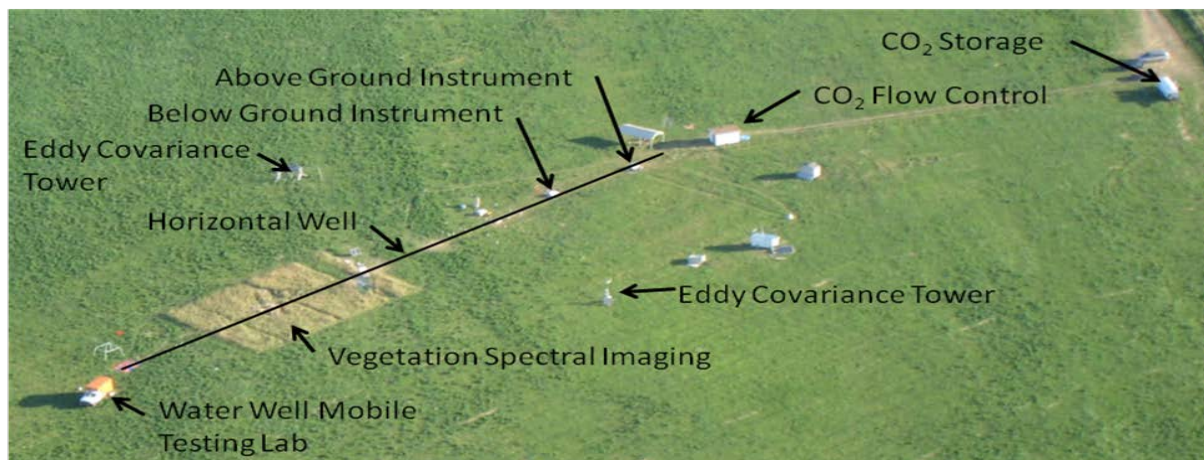 CO₂ Storage
Above Ground Instrument
CO₂ Flow Control
Below Ground Instrument
Eddy Covariance
Tower
Horizontal Well
Eddy Covariance Tower
Vegetation Spectral Imaging
Water Well Mobile
Testing Lab